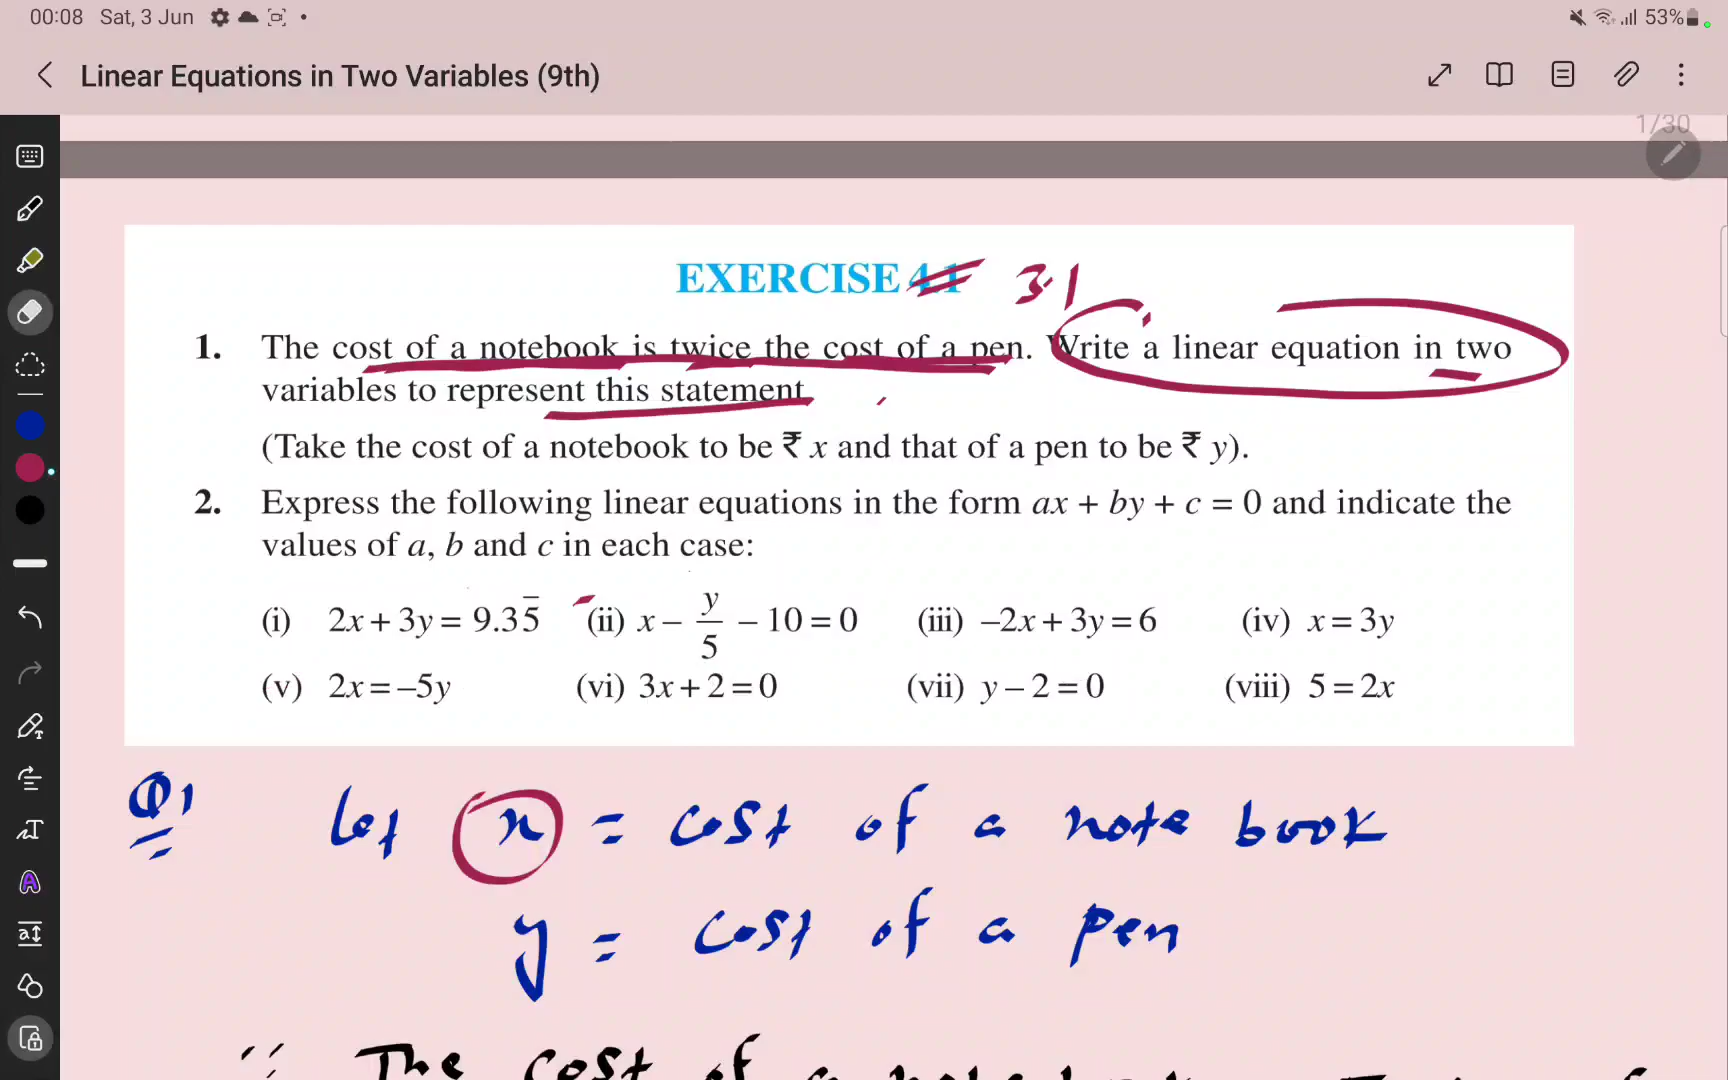 00:08 Sat, 3 Jun
53%
Linear Equations in Two Variables (9th)
1/30
EXERCISE 4.1 3.1
1. The cost of a notebook is twice the cost of a pen. Write a linear equation in two
variables to represent this statement.
(Take the cost of a notebook to be ₹ x and that of a pen to be ₹ y).
2. Express the following linear equations in the form ax + by + c = 0 and indicate the
values of a, b and c in each case:
(i) 2x + 3y = 9.35̅ (ii) x – y/5 – 10 = 0 (iii) –2x + 3y = 6 (iv) x = 3y
(v) 2x = –5y (vi) 3x + 2 = 0 (vii) y – 2 = 0 (viii) 5 = 2x
Q1 Let x = cost of a note book
y = cost of a pen
The cost of a note book